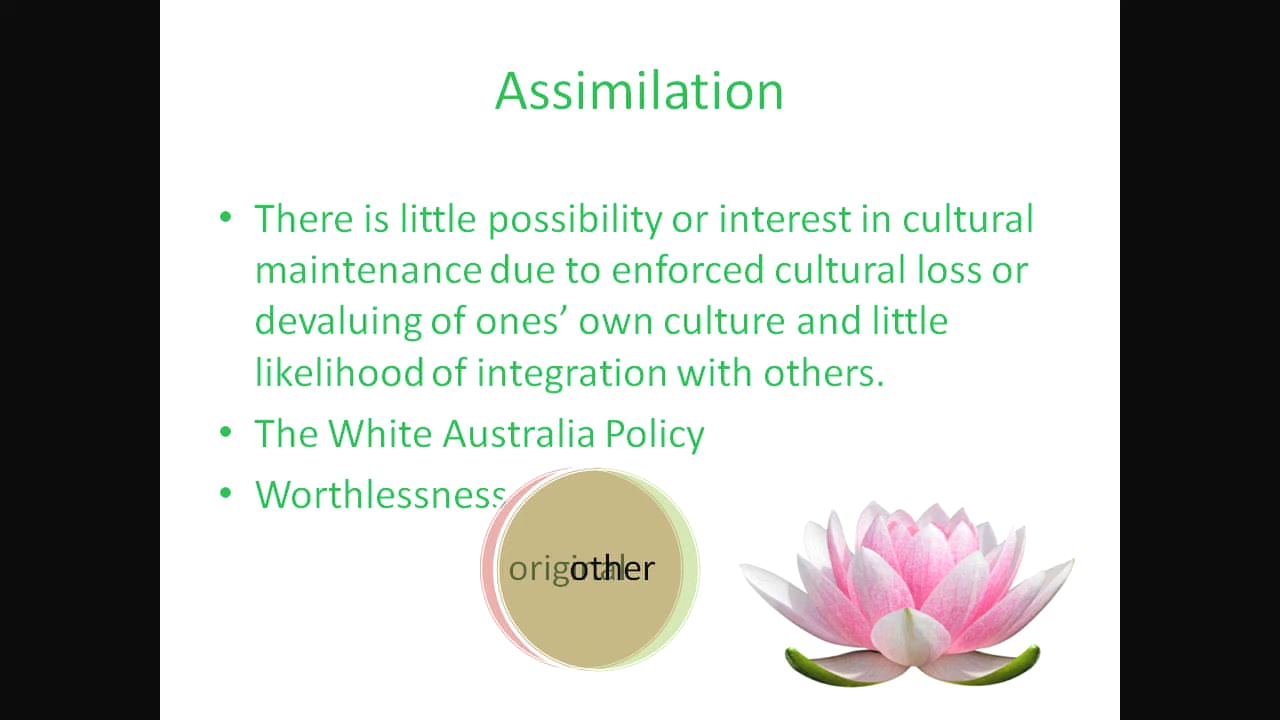 Assimilation
• There is little possibility or interest in cultural
maintenance due to enforced cultural loss or
devaluing of ones’ own culture and little
likelihood of integration with others.
• The White Australia Policy
• Worthlessness
original
other